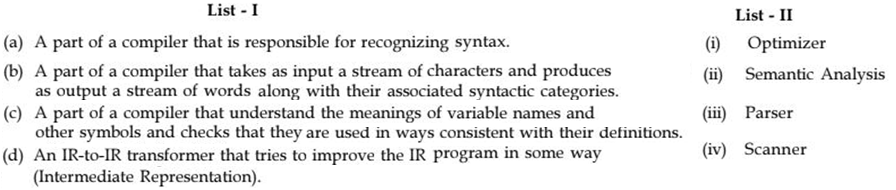 List - I List - II
(a) A part of a compiler that is responsible for recognizing syntax. (i) Optimizer
(b) A part of a compiler that takes as input a stream of characters and produces (ii) Semantic Analysis
as output a stream of words along with their associated syntactic categories.
(c) A part of a compiler that understand the meanings of variable names and (iii) Parser
other symbols and checks that they are used in ways consistent with their definitions.
(d) An IR-to-IR transformer that tries to improve the IR program in some way (iv) Scanner
(Intermediate Representation).